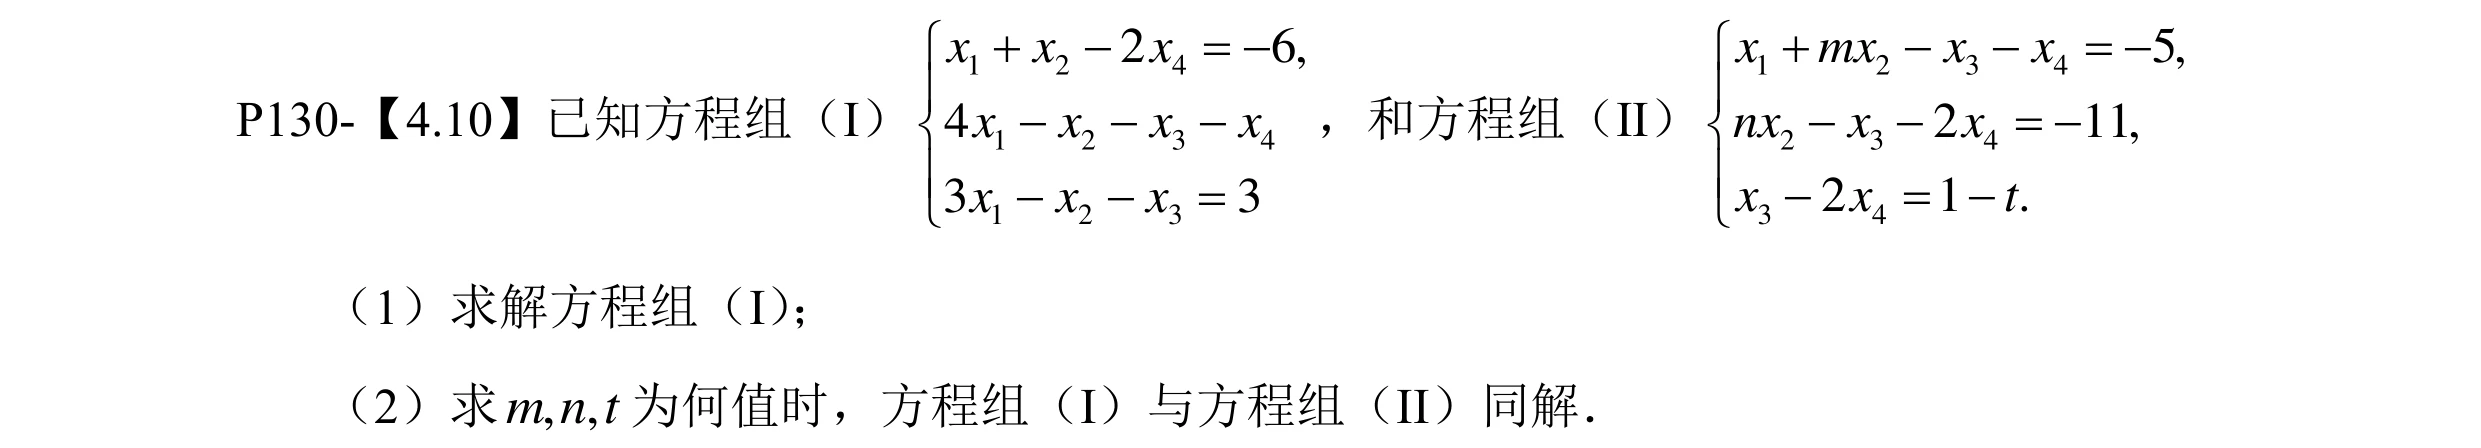 P130-【4.10】已知方程组（I）{x₁ + x₂ − 2x₄ = −6, 4x₁ − x₂ − x₃ − x₄ 3x₁ − x₂ − x₃ = 3 ，和方程组（II）{x₁ + mx₂ − x₃ − x₄ = −5, nx₂ − x₃ − 2x₄ = −11, x₃ − 2x₄ = 1 − t.
（1）求解方程组（I）;
（2）求m,n,t为何值时，方程组（I）与方程组（II）同解.